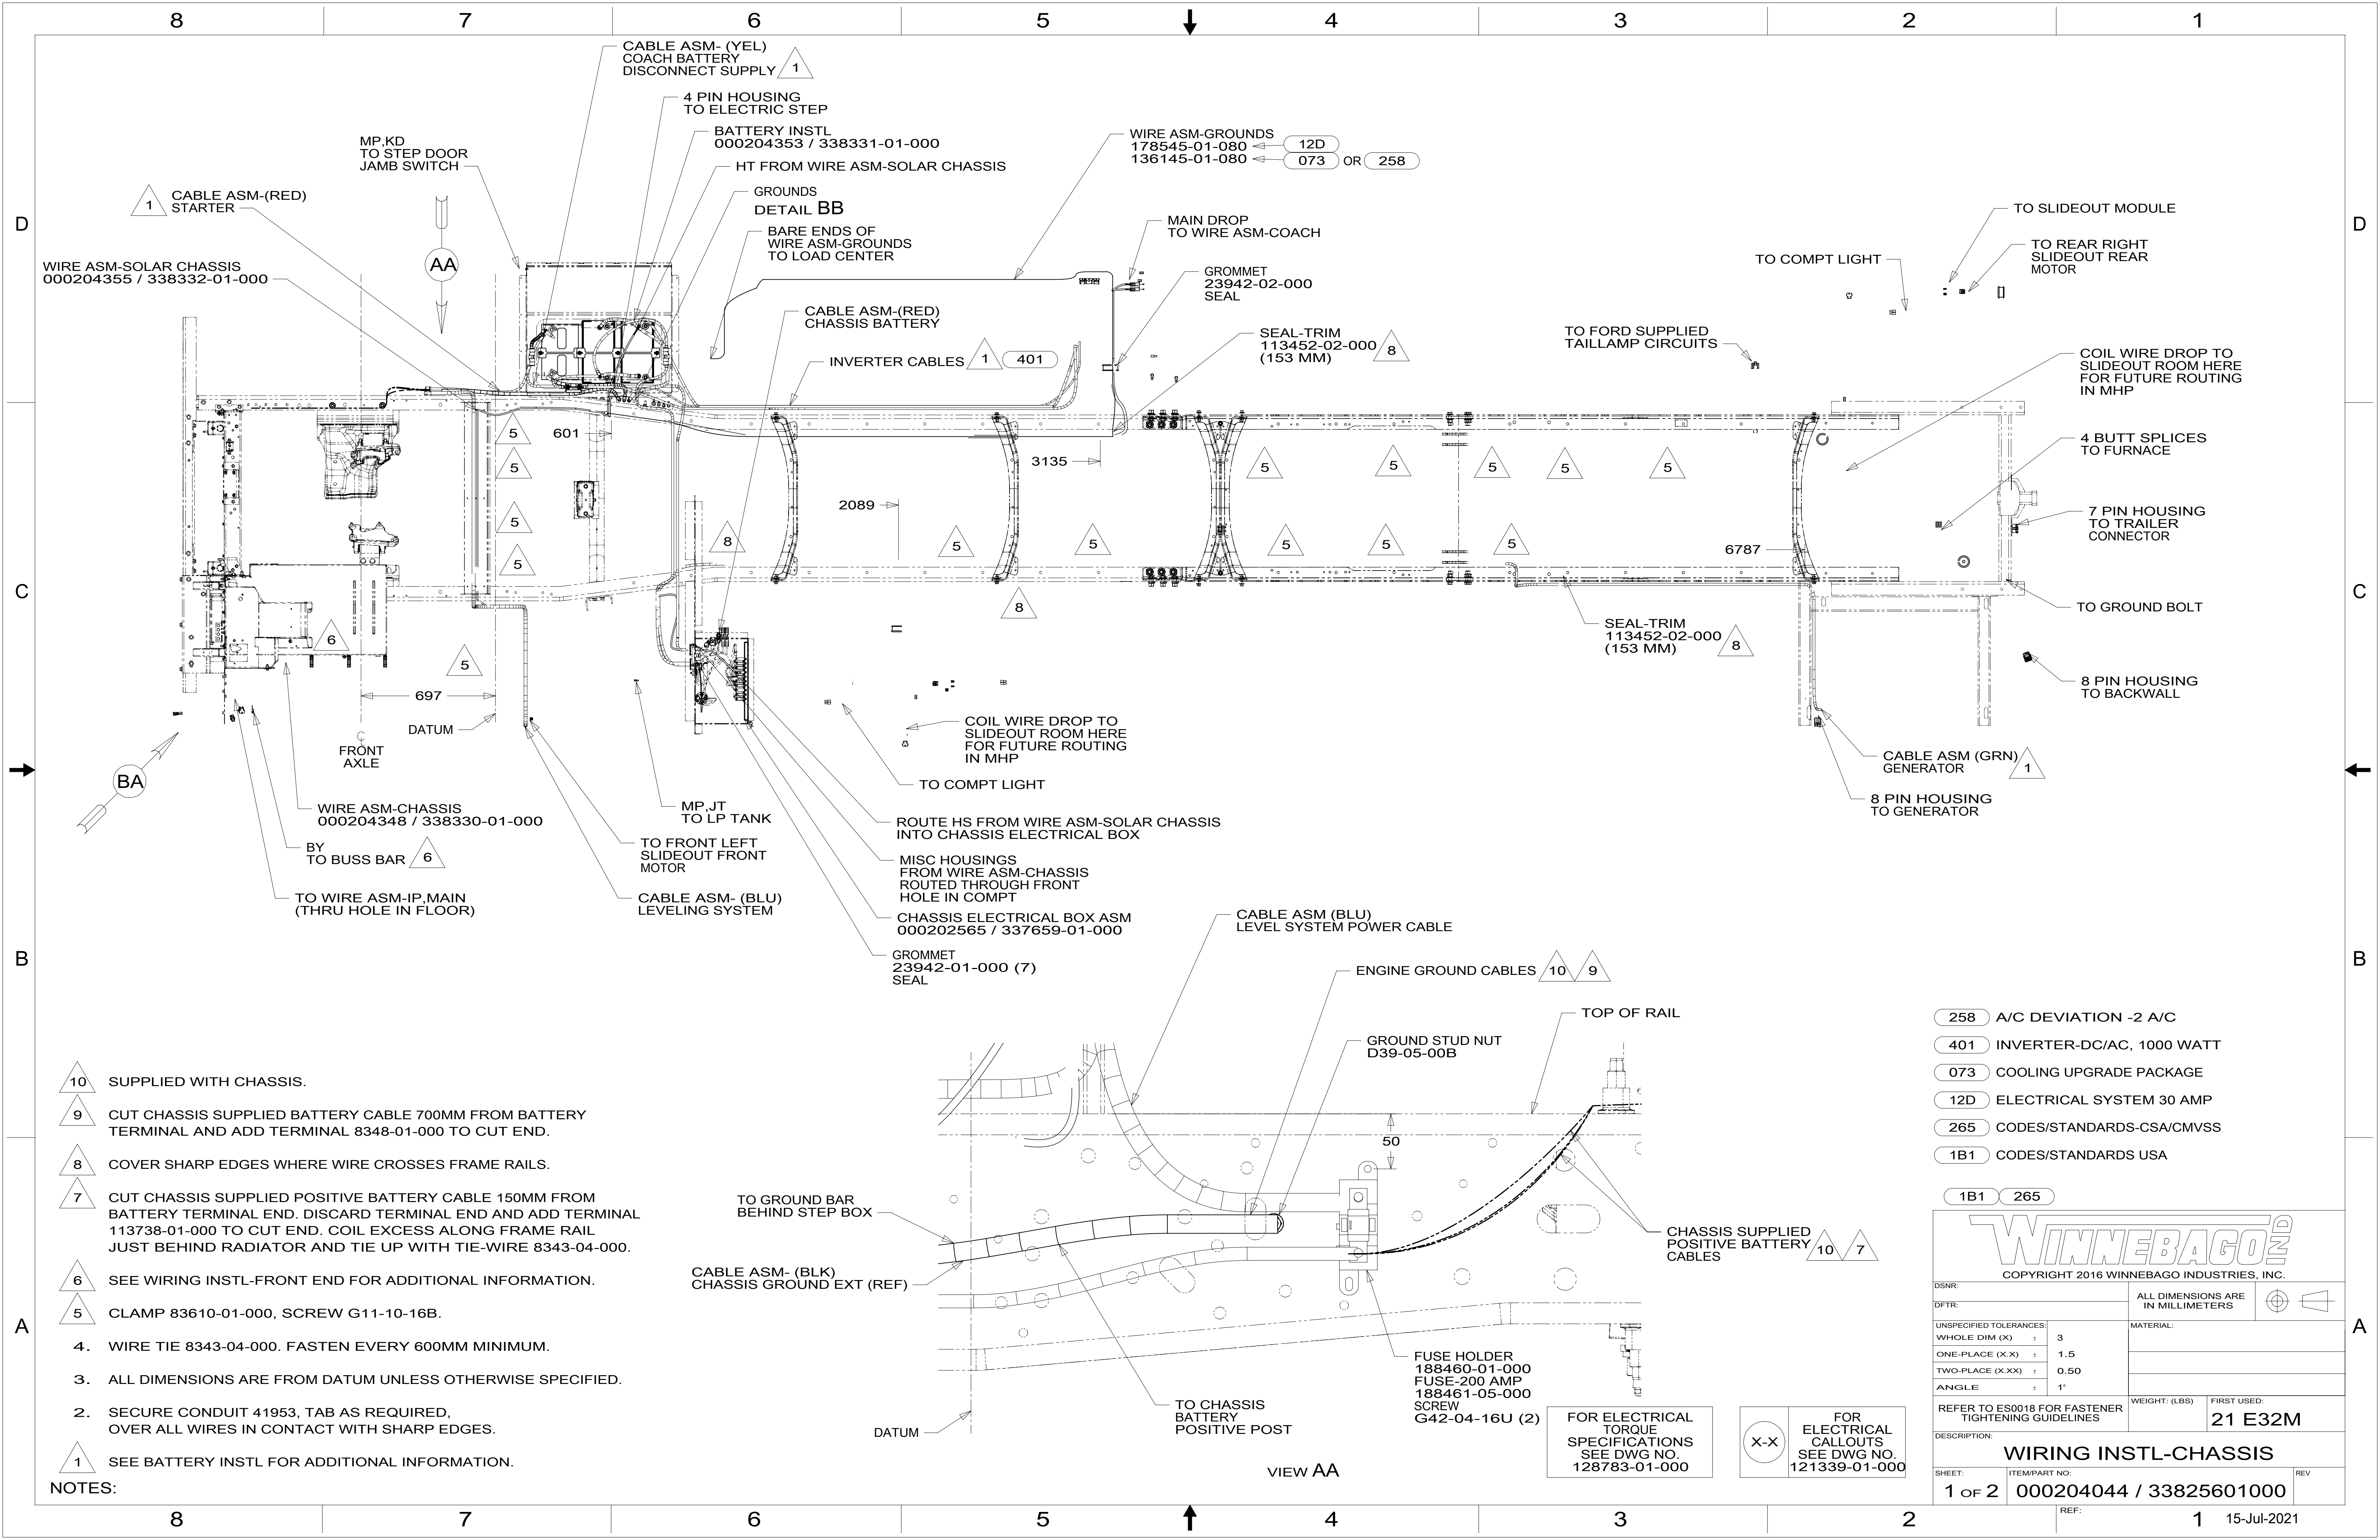 8 7 6 5 4 3 2 1
CABLE ASM- (YEL)
COACH BATTERY
DISCONNECT SUPPLY 1
4 PIN HOUSING
TO ELECTRIC STEP
BATTERY INSTL
000204353 / 338331-01-000
HT FROM WIRE ASM-SOLAR CHASSIS
GROUNDS
DETAIL BB
BARE ENDS OF
WIRE ASM-GROUNDS
TO LOAD CENTER
MP,KD
TO STEP DOOR
JAMB SWITCH
1 CABLE ASM-(RED)
STARTER
AA
WIRE ASM-SOLAR CHASSIS
000204355 / 338332-01-000
WIRE ASM-GROUNDS
178545-01-080 12D
136145-01-080 073 OR 258
MAIN DROP
TO WIRE ASM-COACH
GROMMET
23942-02-000
SEAL
CABLE ASM-(RED)
CHASSIS BATTERY
INVERTER CABLES 1 401
SEAL-TRIM
113452-02-000
(153 MM) 8
TO FORD SUPPLIED
TAILLAMP CIRCUITS
TO COMPT LIGHT
TO SLIDEOUT MODULE
TO REAR RIGHT
SLIDEOUT REAR
MOTOR
COIL WIRE DROP TO
SLIDEOUT ROOM HERE
FOR FUTURE ROUTING
IN MHP
4 BUTT SPLICES
TO FURNACE
7 PIN HOUSING
TO TRAILER
CONNECTOR
TO GROUND BOLT
8 PIN HOUSING
TO BACKWALL
D
D
C
C
B
B
A
A
5
601
5
5
5
3135
2089
5
5
5
5
5
8
5
5
5
5
5
6787
8
6
5
697
DATUM
FRONT
AXLE
BA
SEAL-TRIM
113452-02-000
(153 MM) 8
CABLE ASM (GRN)
GENERATOR 1
8 PIN HOUSING
TO GENERATOR
COIL WIRE DROP TO
SLIDEOUT ROOM HERE
FOR FUTURE ROUTING
IN MHP
TO COMPT LIGHT
WIRE ASM-CHASSIS
000204348 / 338330-01-000
BY
TO BUSS BAR 6
TO WIRE ASM-IP,MAIN
(THRU HOLE IN FLOOR)
MP,JT
TO LP TANK
TO FRONT LEFT
SLIDEOUT FRONT
MOTOR
CABLE ASM- (BLU)
LEVELING SYSTEM
ROUTE HS FROM WIRE ASM-SOLAR CHASSIS
INTO CHASSIS ELECTRICAL BOX
MISC HOUSINGS
FROM WIRE ASM-CHASSIS
ROUTED THROUGH FRONT
HOLE IN COMPT
CHASSIS ELECTRICAL BOX ASM
000202565 / 337659-01-000
GROMMET
23942-01-000 (7)
SEAL
CABLE ASM (BLU)
LEVEL SYSTEM POWER CABLE
ENGINE GROUND CABLES 10 9
TOP OF RAIL
GROUND STUD NUT
D39-05-00B
50
TO GROUND BAR
BEHIND STEP BOX
CABLE ASM- (BLK)
CHASSIS GROUND EXT (REF)
CHASSIS SUPPLIED
POSITIVE BATTERY
CABLES 10 7
FUSE HOLDER
188460-01-000
FUSE-200 AMP
188461-05-000
SCREW
G42-04-16U (2)
TO CHASSIS
BATTERY
POSITIVE POST
DATUM
VIEW AA
10 SUPPLIED WITH CHASSIS.
9 CUT CHASSIS SUPPLIED BATTERY CABLE 700MM FROM BATTERY
TERMINAL AND ADD TERMINAL 8348-01-000 TO CUT END.
8 COVER SHARP EDGES WHERE WIRE CROSSES FRAME RAILS.
7 CUT CHASSIS SUPPLIED POSITIVE BATTERY CABLE 150MM FROM
BATTERY TERMINAL END. DISCARD TERMINAL END AND ADD TERMINAL
113738-01-000 TO CUT END. COIL EXCESS ALONG FRAME RAIL
JUST BEHIND RADIATOR AND TIE UP WITH TIE-WIRE 8343-04-000.
6 SEE WIRING INSTL-FRONT END FOR ADDITIONAL INFORMATION.
5 CLAMP 83610-01-000, SCREW G11-10-16B.
4. WIRE TIE 8343-04-000. FASTEN EVERY 600MM MINIMUM.
3. ALL DIMENSIONS ARE FROM DATUM UNLESS OTHERWISE SPECIFIED.
2. SECURE CONDUIT 41953, TAB AS REQUIRED,
OVER ALL WIRES IN CONTACT WITH SHARP EDGES.
1 SEE BATTERY INSTL FOR ADDITIONAL INFORMATION.
NOTES:
FOR ELECTRICAL
TORQUE
SPECIFICATIONS
SEE DWG NO.
128783-01-000
X-X
FOR
ELECTRICAL
CALLOUTS
SEE DWG NO.
121339-01-000
258 A/C DEVIATION -2 A/C
401 INVERTER-DC/AC, 1000 WATT
073 COOLING UPGRADE PACKAGE
12D ELECTRICAL SYSTEM 30 AMP
265 CODES/STANDARDS-CSA/CMVSS
1B1 CODES/STANDARDS USA
1B1 265
WINNEBAGO IND
COPYRIGHT 2016 WINNEBAGO INDUSTRIES, INC.
DSNR:
DFTR:
ALL DIMENSIONS ARE
IN MILLIMETERS
UNSPECIFIED TOLERANCES:
WHOLE DIM (X) ± 3
ONE-PLACE (X.X) ± 1.5
TWO-PLACE (X.XX) ± 0.50
ANGLE ± 1°
MATERIAL:
REFER TO ES0018 FOR FASTENER
TIGHTENING GUIDELINES
WEIGHT: (LBS)
FIRST USED:
21 E32M
DESCRIPTION:
WIRING INSTL-CHASSIS
SHEET:
1 OF 2
ITEM/PART NO:
000204044 / 33825601000
REV
REF:
8 7 6 5 4 3 2 1
15-Jul-2021